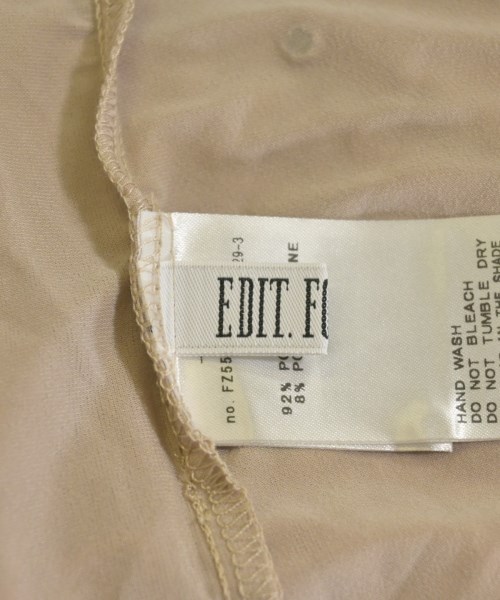 EDIT. FO
no. FZ55
29-3
92% PO
8% PO
NE
HAND WASH
DO NOT BLEACH
DO NOT TUMBLE DRY
IN THE SHADE